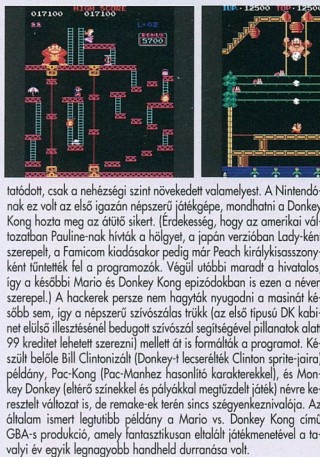 HIGH SCORE
017100 017100
L=02
BONUS
5700
TOP - 12500
tatódott, csak a nehézségi szint növekedett valamelyest. A Nintendó-
nak ez volt az első igazán népszerű játékgépe, mondhatni a Donkey
Kong hozta meg az átütő sikert. (Érdekesség, hogy az amerikai vál-
tozatban Pauline-nak hívták a hölgyet, a japán verzióban Lady-ként
szerepelt, a Famicom kiadásakor pedig már Peach királykisasszony-
ként tüntették fel a programozók. Végül utóbbi maradt a hivatalos,
így a későbbi Mario és Donkey Kong epizódokban is ezen a néven
szerepel.) A hackerek persze nem hagyták nyugodni a masinát ké-
sőbb sem, így a népszerű szívószálas trükk (az első típusú DK kabi-
net elülső illesztésénél bedugott szívószál segítségével pillanatok alatt
99 kreditet lehetett szerezni) mellett át is formálták a programot. Ké-
szült belőle Bill Clintonizált (Donkey-t lecserélték Clinton sprite-jaira)
példány, Pac-Kong (Pac-Manhez hasonlító karakterekkel), és Mon-
key Donkey (eltérő színekkel és pályákkal megtűzdelt játék) névre ke-
resztelt változat is, de remake-ek terén sincs szégyenkeznivalója. Az
általam ismert legtutibb példány a Mario vs. Donkey Kong című
GBA-s produkció, amely fantasztikusan eltalált játékmenetével a ta-
valyi év egyik legnagyobb handheld durranása volt.